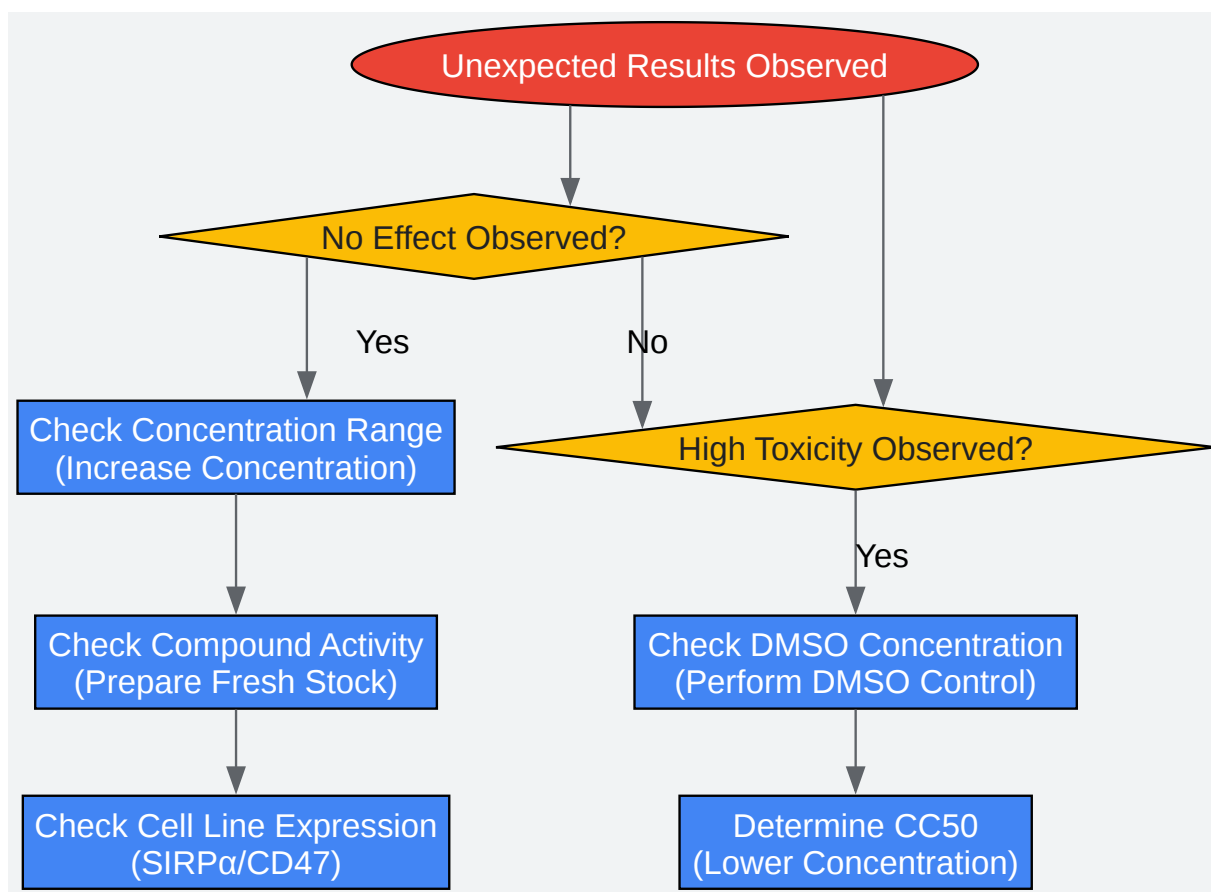 Unexpected Results Observed
No Effect Observed?
Yes
No
Check Concentration Range
(Increase Concentration)
High Toxicity Observed?
Yes
Check Compound Activity
(Prepare Fresh Stock)
Check DMSO Concentration
(Perform DMSO Control)
Check Cell Line Expression
(SIRPα/CD47)
Determine CC50
(Lower Concentration)